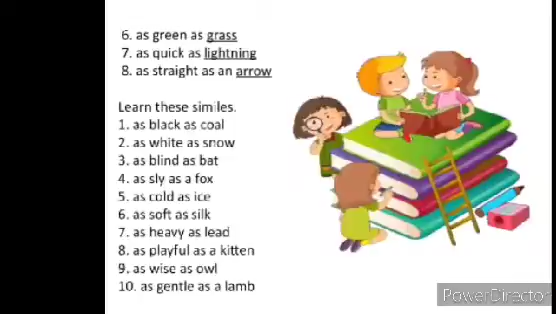 6. as green as grass
7. as quick as lightning
8. as straight as an arrow
Learn these similes.
1. as black as coal
2. as white as snow
3. as blind as bat
4. as sly as a fox
5. as cold as ice
6. as soft as silk
7. as heavy as lead
8. as playful as a kitten
9. as wise as owl
10. as gentle as a lamb
PowerDirector